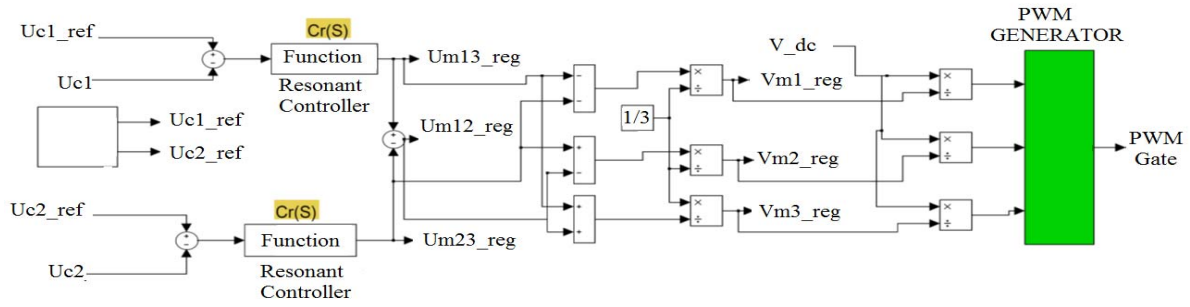 Uc1_ref
Uc1
Cr(S)
Function
Resonant
Controller
Um13_reg
Uc1_ref
Uc2_ref
Um12_reg
Uc2_ref
Uc2
Cr(S)
Function
Resonant
Controller
Um23_reg
1/3
Vm1_reg
Vm2_reg
Vm3_reg
V_dc
PWM
GENERATOR
PWM
Gate